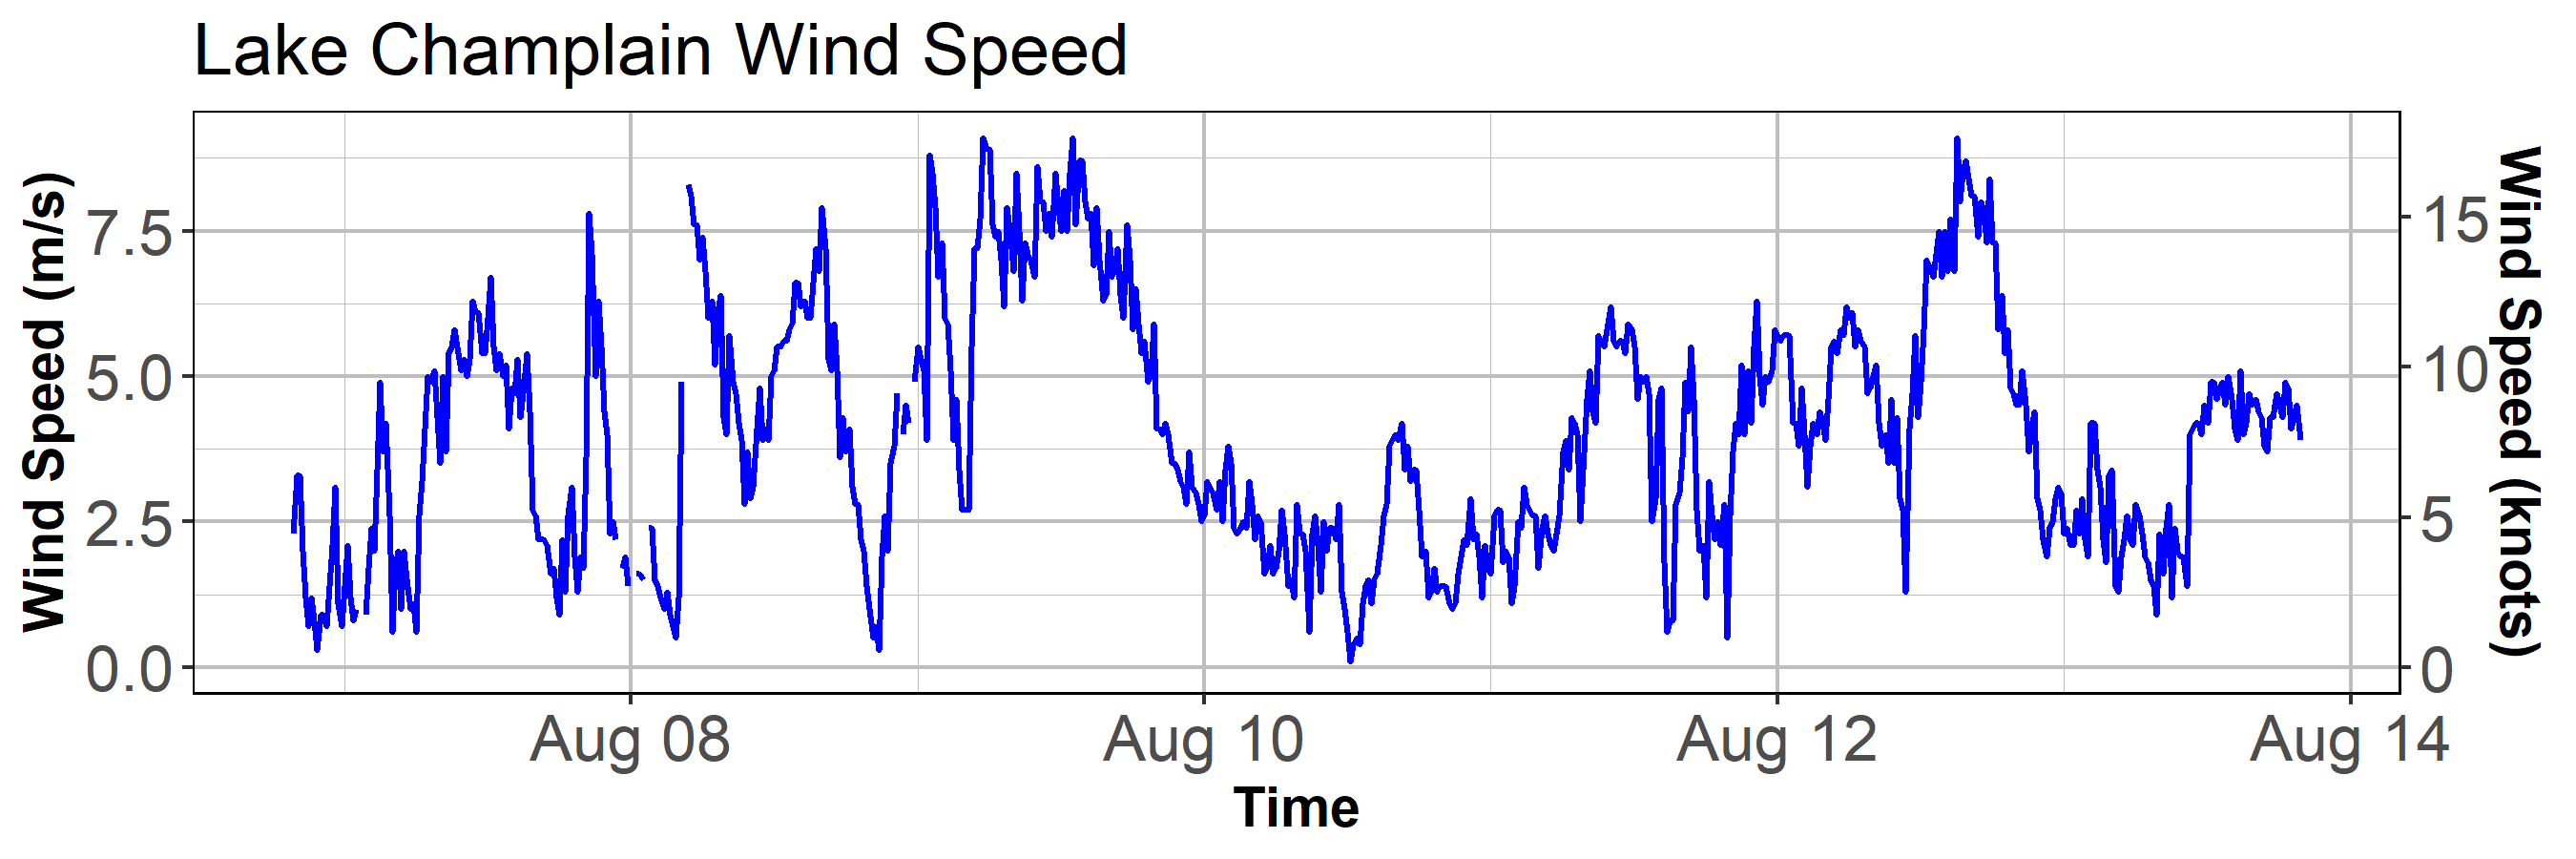 Lake Champlain Wind Speed
Wind Speed (m/s)
7.5
5.0
2.5
0.0
Wind Speed (knots)
15
10
5
0
Aug 08
Aug 10
Aug 12
Aug 14
Time